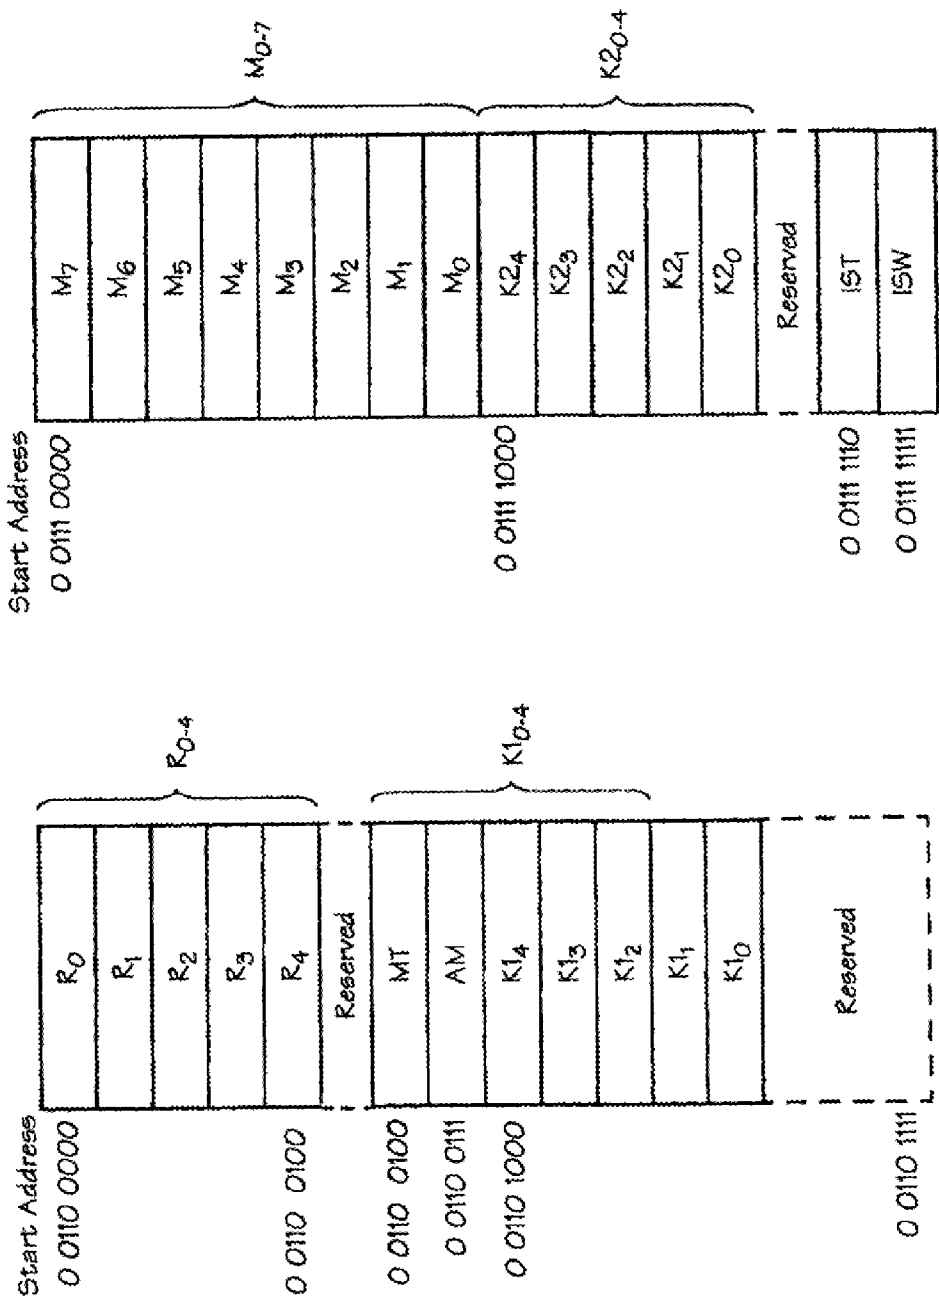 Start Address
0 0110 0000 R0
R1
R2
R3
0 0110 0100 R4
R0-4
Reserved
0 0110 0100 MT
0 0110 0111 AM
0 0110 1000 K14
K13
K12
K11
K10
K10-4
Reserved
0 0110 1111
Start Address
0 0111 0000 M7
M6
M5
M4
M3
M2
M1
M0
M0-7
0 0111 1000 K24
K23
K22
K21
K20
K20-4
Reserved
0 0111 1110 IST
0 0111 11111 ISW